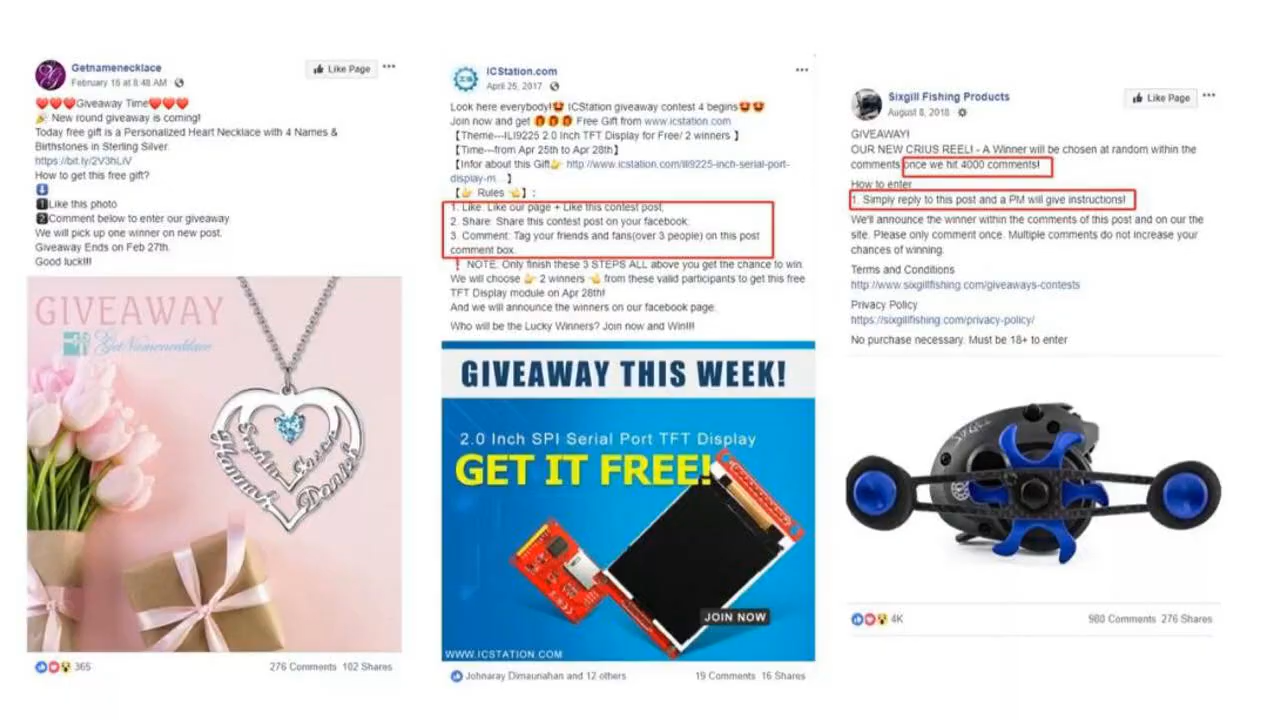 Getnamenecklace
February 16 at 8:48 AM
Like Page
Giveaway Time
New round giveaway is coming!
Today free gift is a Personalized Heart Necklace with 4 Names &
Birthstones in Sterling Silver.
https://bit.ly/2V3hLiV
How to get this free gift?
1Like this photo
2Comment below to enter our giveaway
We will pick up one winner on new post.
Giveaway Ends on Feb 27th.
Good luck!!!
GIVEAWAY
GetNamenecklace
Hannah
Daniel
365
276 Comments 102 Shares
ICStation.com
April 25, 2017
Look here everybody! ICStation giveaway contest 4 begins
Join now and get Free Gift from www.icstation.com
【Theme---ILI9225 2.0 Inch TFT Display for Free/ 2 winners 】
【Time---from Apr 25th to Apr 28th】
【Infor about this Gift http://www.icstation.com/ili9225-inch-serial-port-
display-m...】
【 Rules 】:
1. Like: Like our page + Like this contest post;
2. Share: Share this contest post on your facebook;
3. Comment: Tag your friends and fans(over 3 people) on this post
comment box.
❗ NOTE: Only finish these 3 STEPS ALL above you get the chance to win.
We will choose 2 winners from these valid participants to get this free
TFT Display module on Apr 28th!
And we will announce the winners on our facebook page.
Who will be the Lucky Winners? Join now and Win!!!
GIVEAWAY THIS WEEK!
2.0 Inch SPI Serial Port TFT Display
GET IT FREE!
JOIN NOW
WWW.ICSTATION.COM
Johnaray Dimaunahan and 12 others
19 Comments 16 Shares
Sixgill Fishing Products
August 8, 2018
Like Page
GIVEAWAY!
OUR NEW CRIUS REEL! - A Winner will be chosen at random within the
comments once we hit 4000 comments!
How to enter
1. Simply reply to this post and a PM will give instructions!
We'll announce the winner within the comments of this post and on our the
site. Please only comment once. Multiple comments do not increase your
chances of winning.
Terms and Conditions
http://www.sixgillfishing.com/giveaways-contests
Privacy Policy
https://sixgillfishing.com/privacy-policy/
No purchase necessary. Must be 18+ to enter
SIXGILL
4K
980 Comments 276 Shares